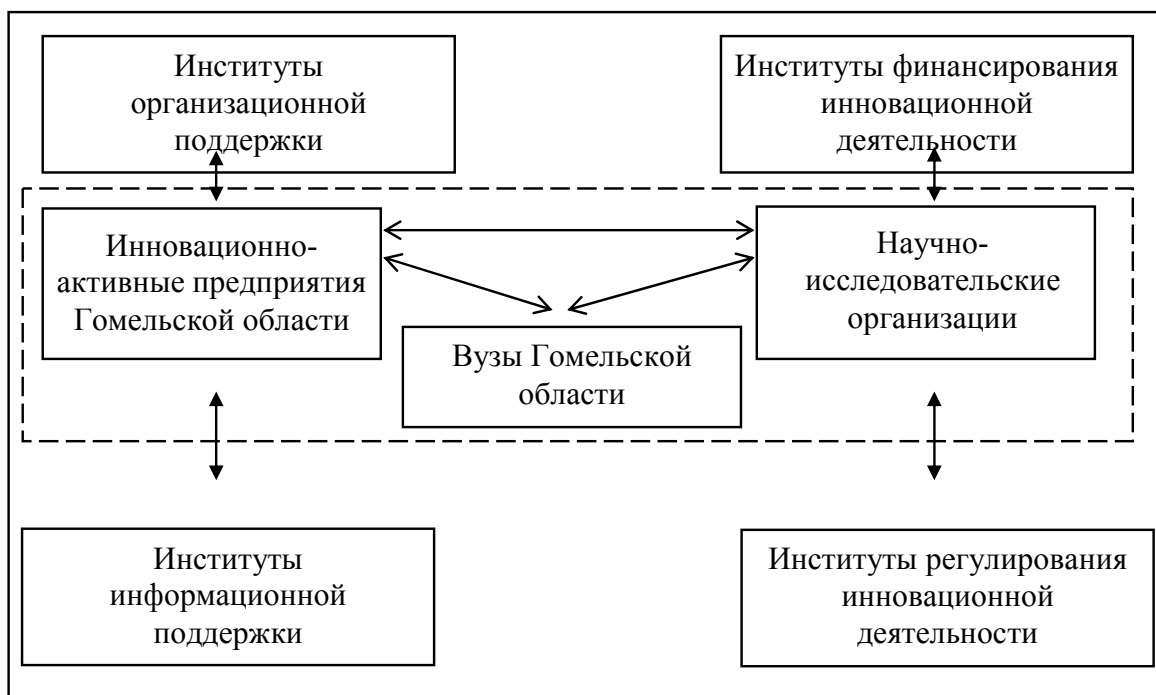 Институты
организационной
поддержки
Институты финансирования
инновационной
деятельности
Инновационно-
активные предприятия
Гомельской области
Научно-
исследовательские
организации
Вузы Гомельской
области
Институты
информационной
поддержки
Институты регулирования
инновационной
деятельности